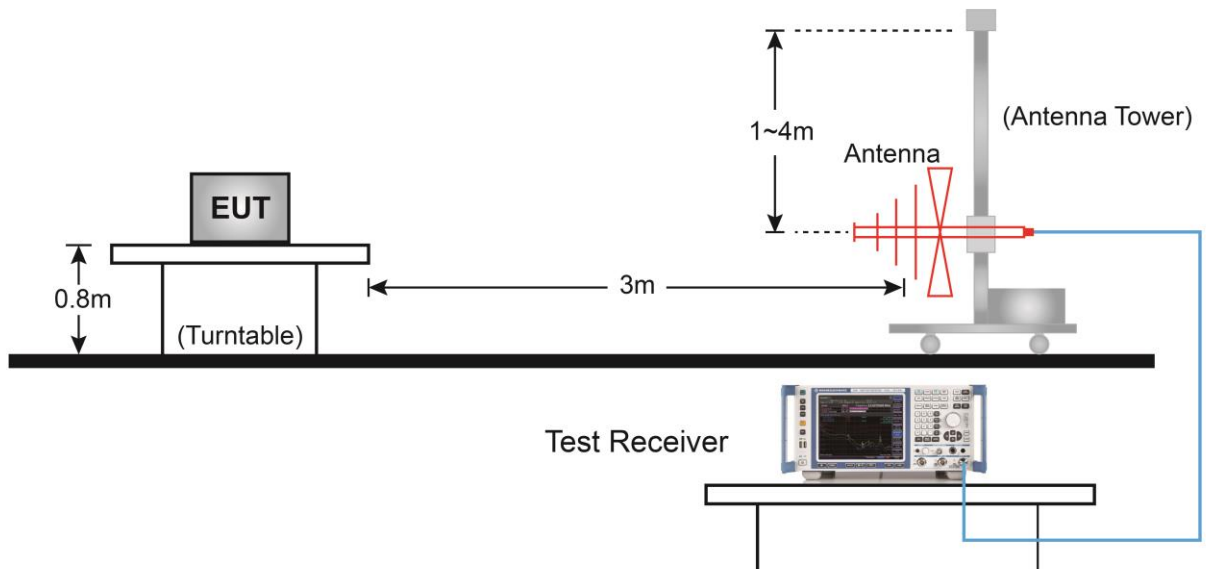 1~4m
(Antenna Tower)
Antenna
EUT
0.8m
3m
(Turntable)
Test Receiver